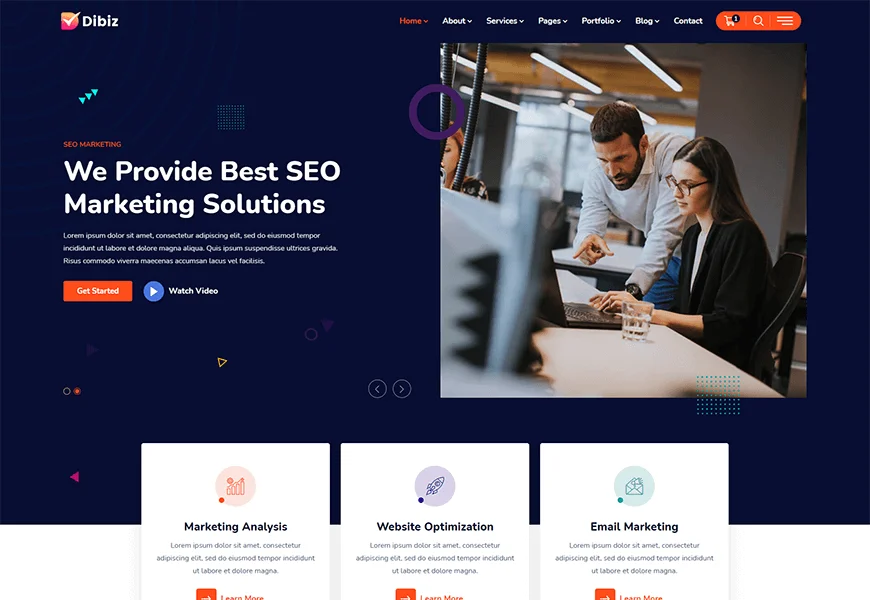 Dibiz
Home About Services Pages Portfolio Blog Contact
1
SEO MARKETING
We Provide Best SEO
Marketing Solutions
Lorem ipsum dolor sit amet, consectetur adipiscing elit, sed do eiusmod tempor
incididunt ut labore et dolore magna aliqua. Quis ipsum suspendisse ultrices gravida.
Risus commodo viverra maecenas accumsan lacus vel facilisis.
Get Started
Watch Video
Marketing Analysis
Lorem ipsum dolor sit amet, consectetur
adipiscing elit, sed do eiusmod tempor incididunt
ut labore et dolore magna.
Learn More
Website Optimization
Lorem ipsum dolor sit amet, consectetur
adipiscing elit, sed do eiusmod tempor incididunt
ut labore et dolore magna.
Learn More
Email Marketing
Lorem ipsum dolor sit amet, consectetur
adipiscing elit, sed do eiusmod tempor incididunt
ut labore et dolore magna.
Learn More